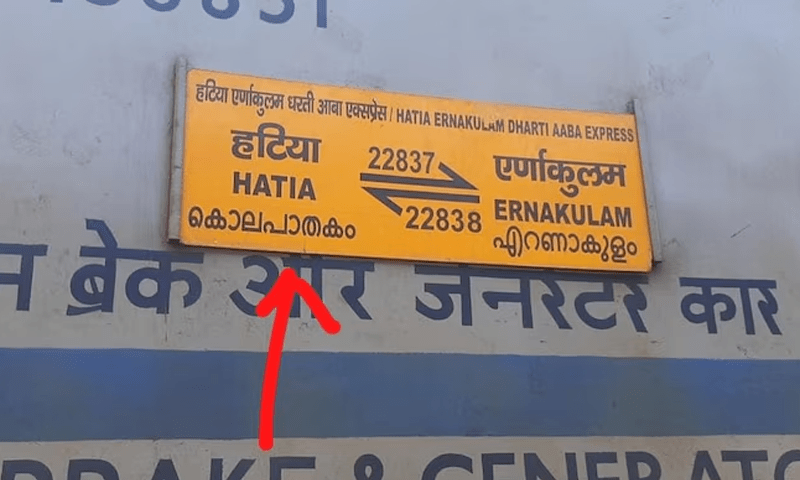 हटिया एर्णाकुलम धरती आबा एक्सप्रेस / HATIA ERNAKULAM DHARTI AABA EXPRESS
हटिया
HATIA
കൊലപാതകം
22837
22838
एर्णाकुलम
ERNAKULAM
എറണാകുളം
ब्रेक और जनरेटर कार
BRAKE & GENERATO